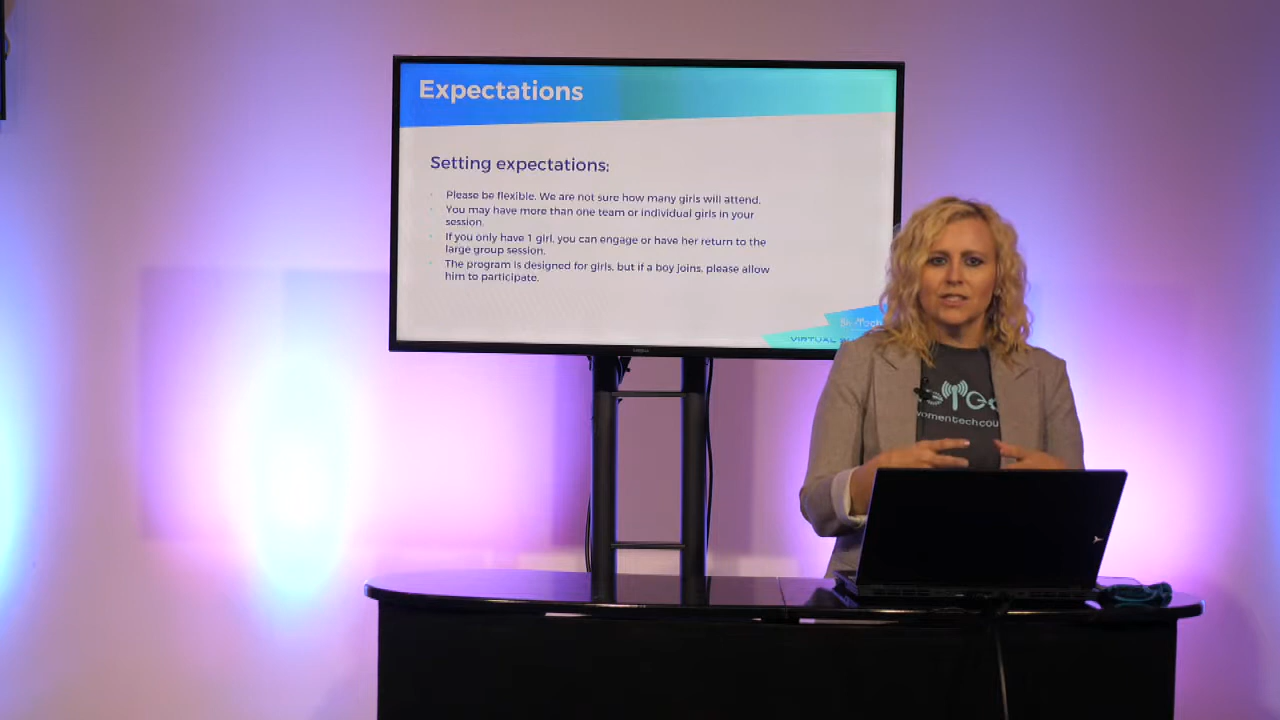 Expectations
Setting expectations:
Please be flexible. We are not sure how many girls will attend.
You may have more than one team or individual girls in your
session.
If you only have 1 girl, you can engage or have her return to the
large group session.
The program is designed for girls, but if a boy joins, please allow
him to participate.
VIRTUAL
womentechcou